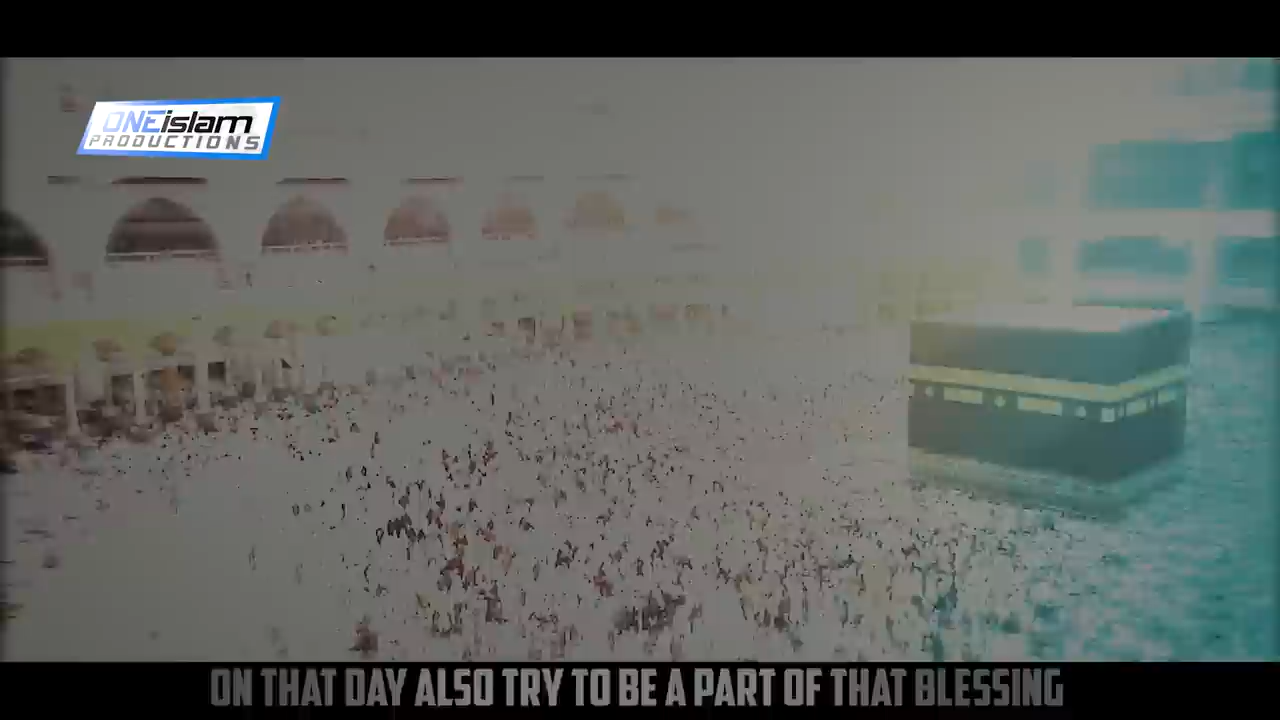 ONEislam
PRODUCTIONS
ON THAT DAY ALSO TRY TO BE A PART OF THAT BLESSING